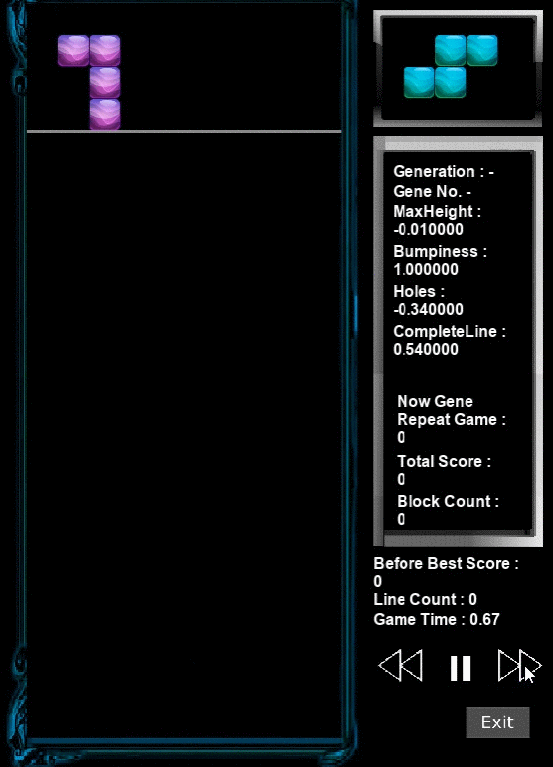 Generation : -
Gene No. -
MaxHeight :
-0.010000
Bumpiness :
1.000000
Holes :
-0.340000
CompleteLine :
0.540000
Now Gene
Repeat Game :
0
Total Score :
0
Block Count :
0
Before Best Score :
0
Line Count : 0
Game Time : 0.67
Exit